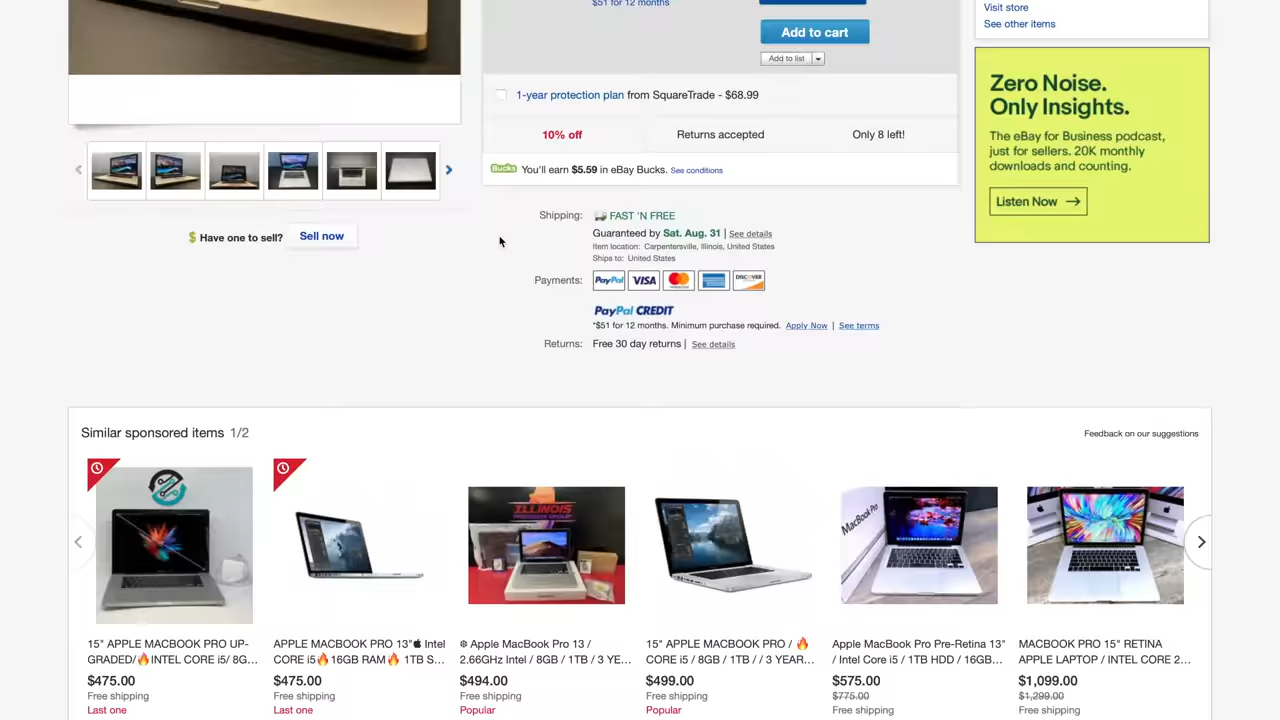 $51 for 12 months
Add to cart
Add to list
1-year protection plan from SquareTrade - $68.99
10% off
Returns accepted
Only 8 left!
Bucks You'll earn $5.59 in eBay Bucks. See conditions
$ Have one to sell? Sell now
Shipping: FAST 'N FREE
Guaranteed by Sat. Aug. 31 | See details
Item location: Carpentersville, Illinois, United States
Ships to: United States
Payments: PayPal VISA DISCOVER
PayPal CREDIT
*$51 for 12 months. Minimum purchase required. Apply Now | See terms
Returns: Free 30 day returns | See details
Visit store
See other items
Zero Noise.
Only Insights.
The eBay for Business podcast,
just for sellers. 20K monthly
downloads and counting.
Listen Now →
Similar sponsored items 1/2
Feedback on our suggestions
ILLINOIS
MacBook Pro
15" APPLE MACBOOK PRO UP-
GRADED/🔥INTEL CORE i5/ 8G...
$475.00
Free shipping
Last one
APPLE MACBOOK PRO 13" Intel
CORE i5🔥16GB RAM🔥 1TB S...
$475.00
Free shipping
Last one
❄ Apple MacBook Pro 13 /
2.66GHz Intel / 8GB / 1TB / 3 YE...
$494.00
Free shipping
Popular
15" APPLE MACBOOK PRO / 🔥
CORE i5 / 8GB / 1TB / / 3 YEAR...
$499.00
Free shipping
Popular
Apple MacBook Pro Pre-Retina 13"
/ Intel Core i5 / 1TB HDD / 16GB...
$575.00
$775.00
Free shipping
MACBOOK PRO 15" RETINA
APPLE LAPTOP / INTEL CORE 2...
$1,099.00
$1,299.00
Free shipping